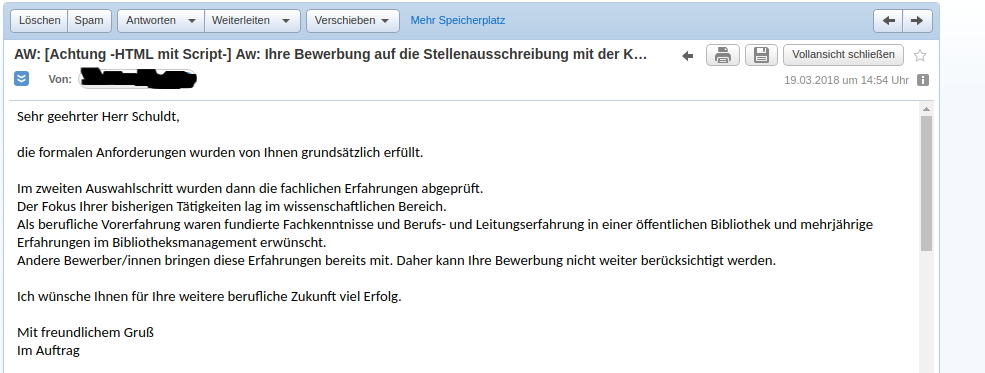 Löschen Spam Antworten Weiterleiten Verschieben Mehr Speicherplatz
AW: [Achtung -HTML mit Script-] Aw: Ihre Bewerbung auf die Stellenausschreibung mit der K... Vollansicht schließen
Von: 19.03.2018 um 14:54 Uhr
Sehr geehrter Herr Schuldt,
die formalen Anforderungen wurden von Ihnen grundsätzlich erfüllt.
Im zweiten Auswahlschritt wurden dann die fachlichen Erfahrungen abgeprüft.
Der Fokus Ihrer bisherigen Tätigkeiten lag im wissenschaftlichen Bereich.
Als berufliche Vorerfahrung waren fundierte Fachkenntnisse und Berufs- und Leitungserfahrung in einer öffentlichen Bibliothek und mehrjährige
Erfahrungen im Bibliotheksmanagement erwünscht.
Andere Bewerber/innen bringen diese Erfahrungen bereits mit. Daher kann Ihre Bewerbung nicht weiter berücksichtigt werden.
Ich wünsche Ihnen für Ihre weitere berufliche Zukunft viel Erfolg.
Mit freundlichem Gruß
Im Auftrag